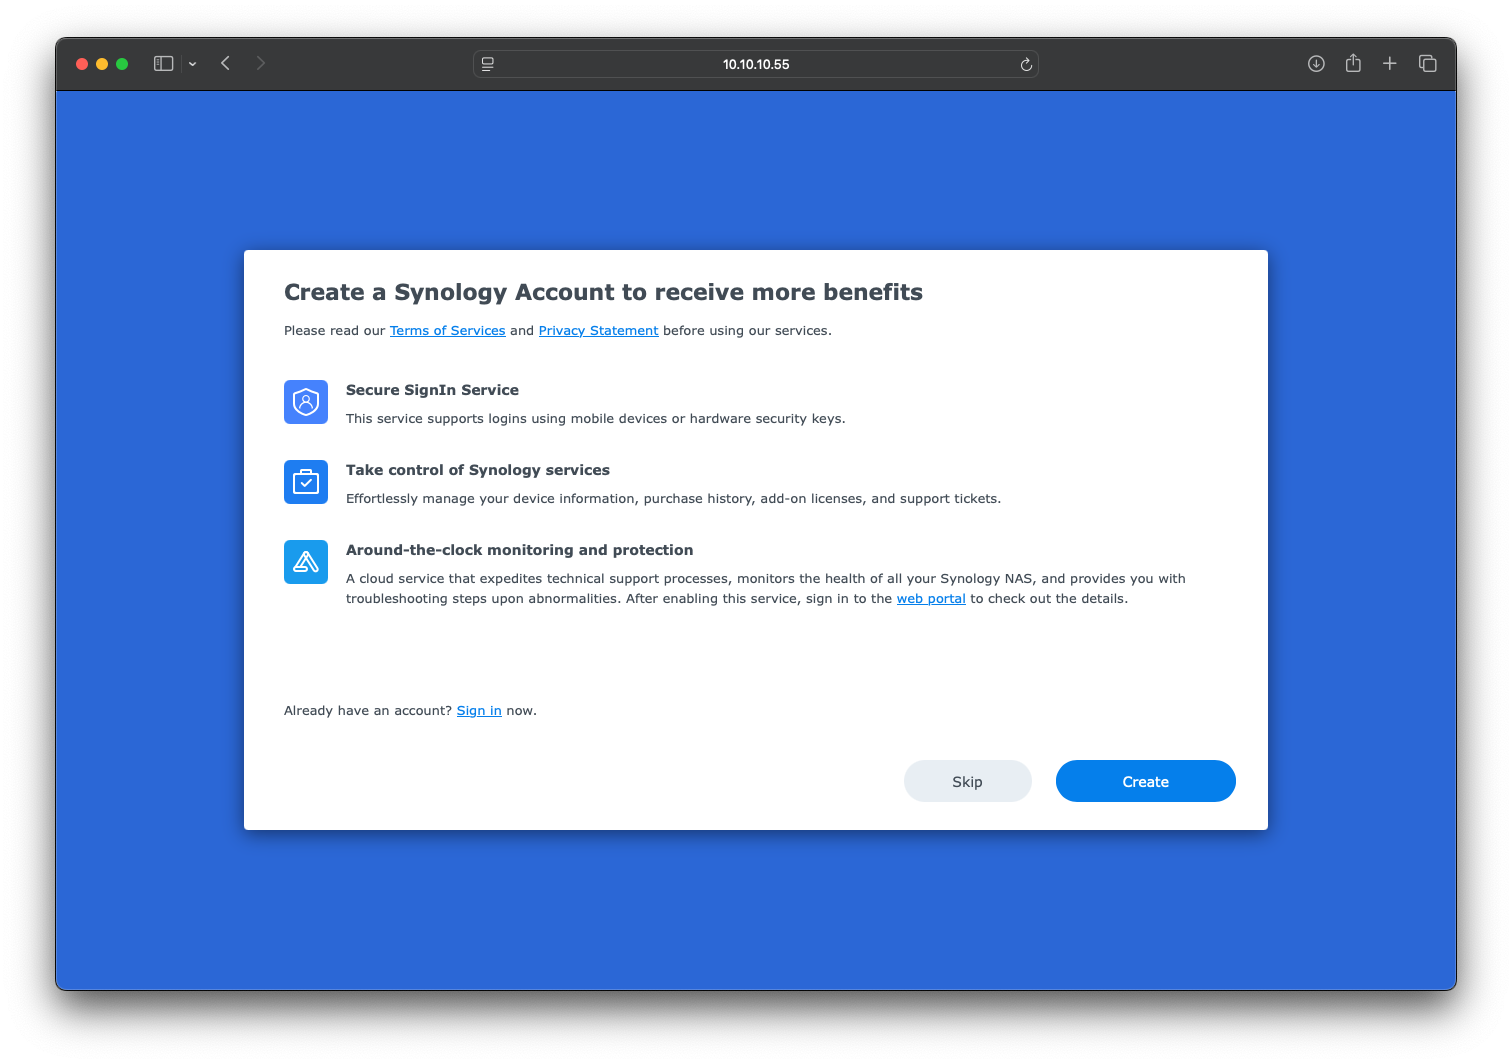 10.10.10.55
Create a Synology Account to receive more benefits
Please read our Terms of Services and Privacy Statement before using our services.
Secure SignIn Service
This service supports logins using mobile devices or hardware security keys.
Take control of Synology services
Effortlessly manage your device information, purchase history, add-on licenses, and support tickets.
Around-the-clock monitoring and protection
A cloud service that expedites technical support processes, monitors the health of all your Synology NAS, and provides you with
troubleshooting steps upon abnormalities. After enabling this service, sign in to the web portal to check out the details.
Already have an account? Sign in now.
Skip
Create